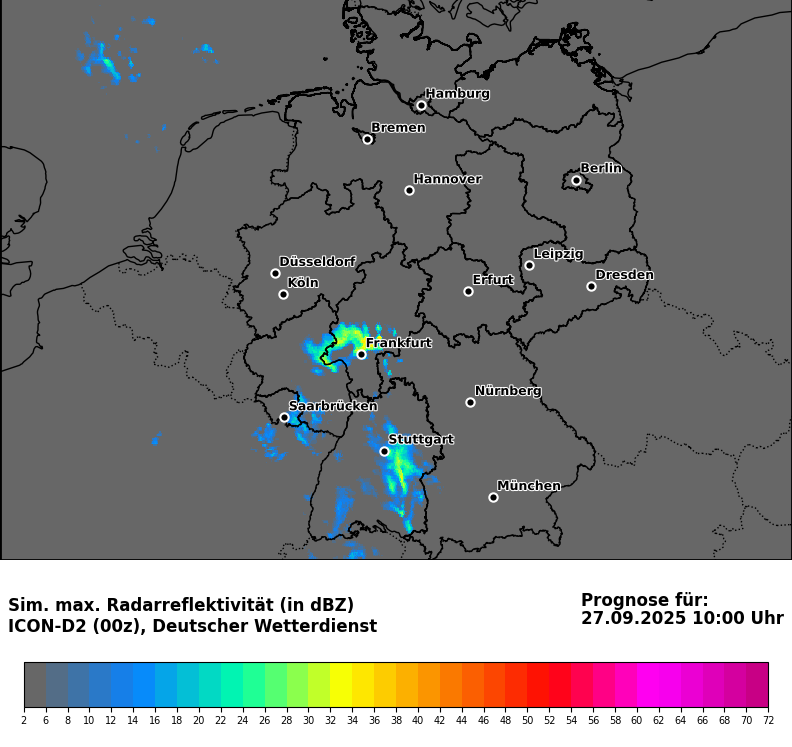 Hamburg
Bremen
Berlin
Hannover
Leipzig
Düsseldorf
Dresden
Erfurt
Köln
Frankfurt
Nürnberg
Saarbrücken
Stuttgart
München
Sim. max. Radarreflektivität (in dBZ)
ICON-D2 (00z), Deutscher Wetterdienst
Prognose für:
27.09.2025 10:00 Uhr
2 6 8 10 12 14 16 18 20 22 24 26 28 30 32 34 36 38 40 42 44 46 48 50 52 54 56 58 60 62 64 66 68 70 72